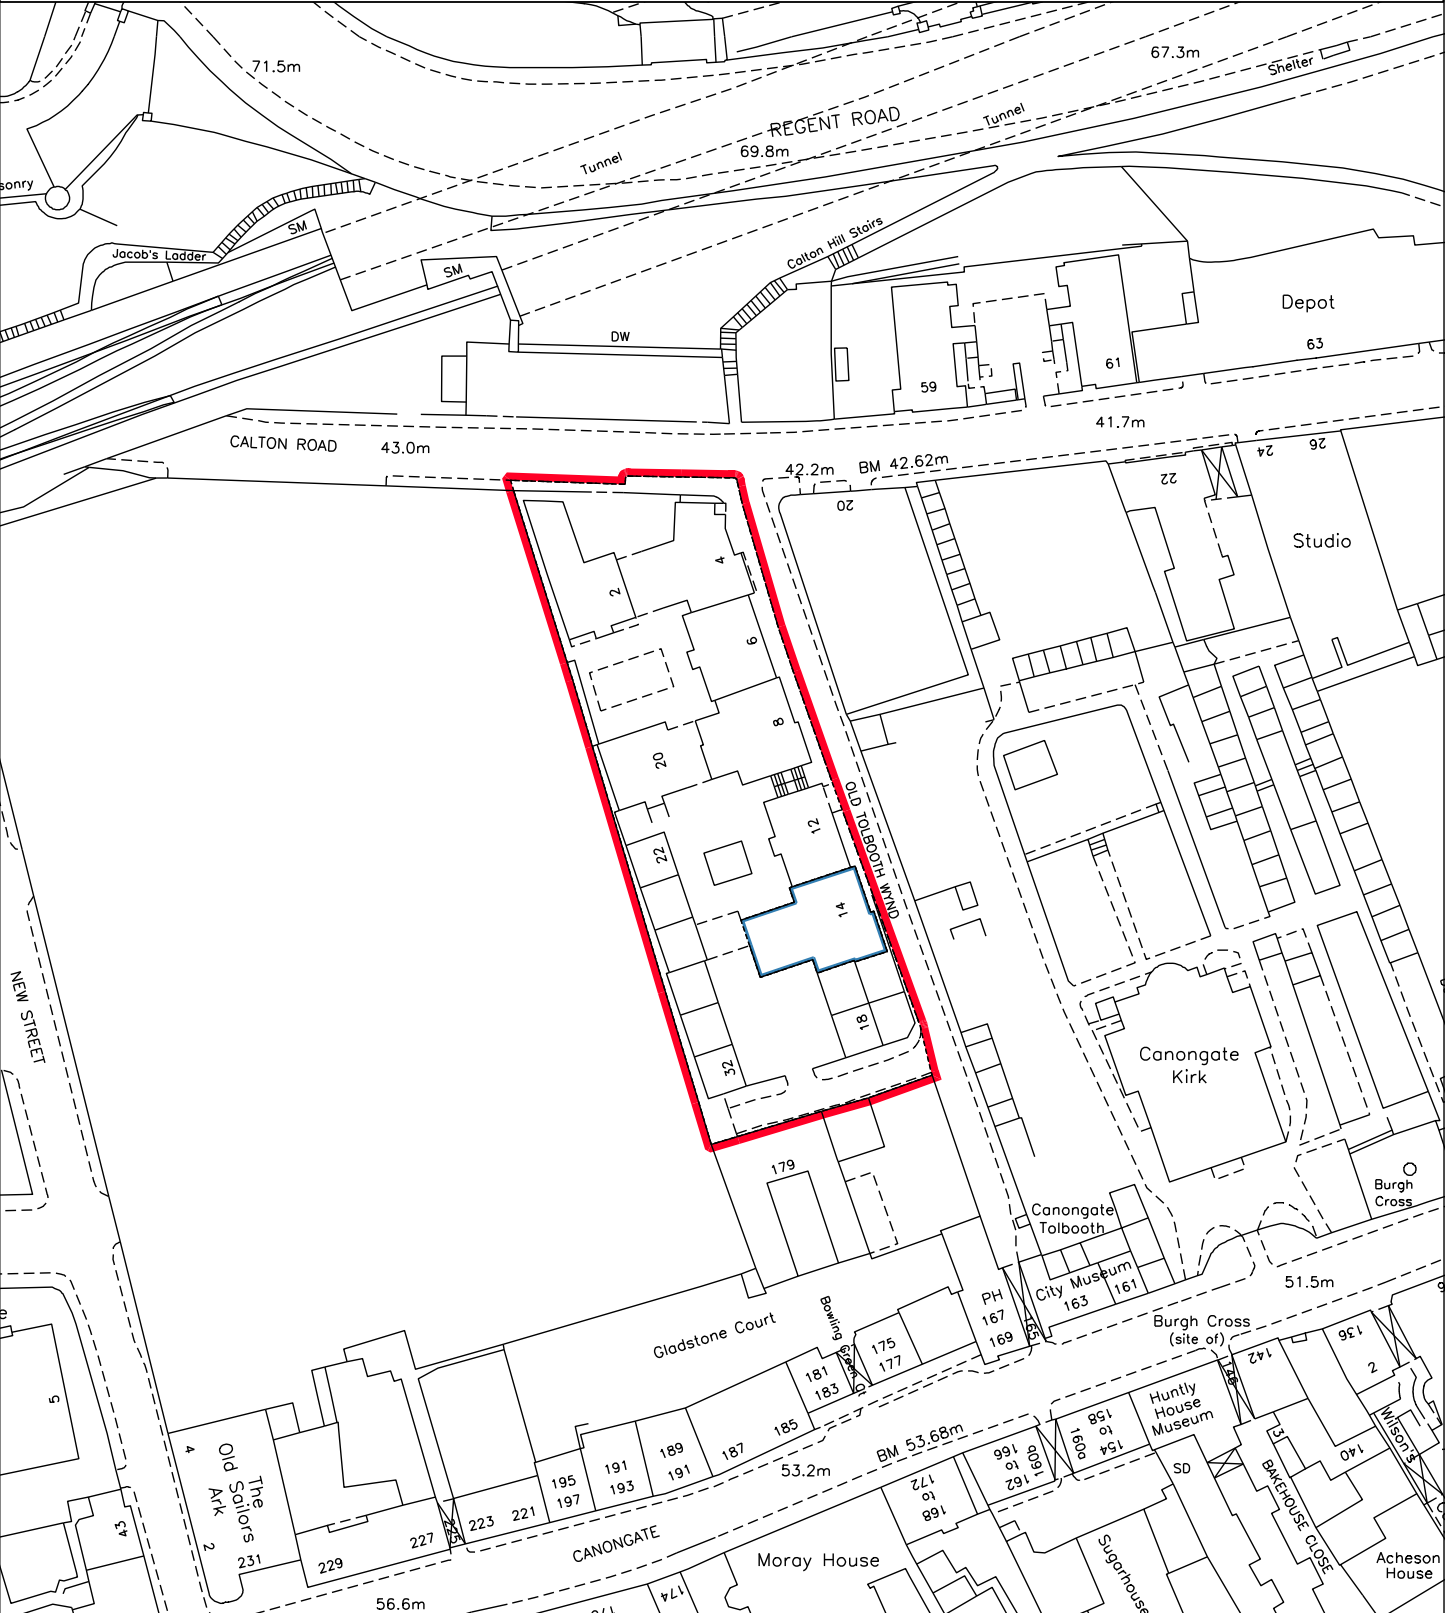 71.5m
67.3m
Shelter
REGENT ROAD
Tunnel
69.8m
Tunnel
sonry
SM
Calton Hill Stairs
Jacob's Ladder
SM
Depot
DW
63
61
59
CALTON ROAD
43.0m
41.7m
42.2m
BM 42.62m
24
26
22
20
Studio
4
2
6
8
20
OLD TOLBOOTH WYND
12
22
14
NEW STREET
18
32
Canongate
Kirk
179
Burgh
Cross
Canongate
Tolbooth
City Museum
163
161
51.5m
PH
167
169
165
Burgh Cross
(site of)
Gladstone Court
Bowling Green Ct
175
177
181
183
185
136
2
142
146
Huntly
House
Museum
5
4
2
The
Old Sailors
Ark
189
191
187
BM 53.68m
53.2m
158
to
154
160a
160b
166
to
162
172
to
168
SD
3
140
Wilson's
BAKEHOUSE CLOSE
191
193
195
197
221
223
225
227
229
231
43
CANONGATE
Moray House
Sugarhouse
Acheson
House
174
56.6m